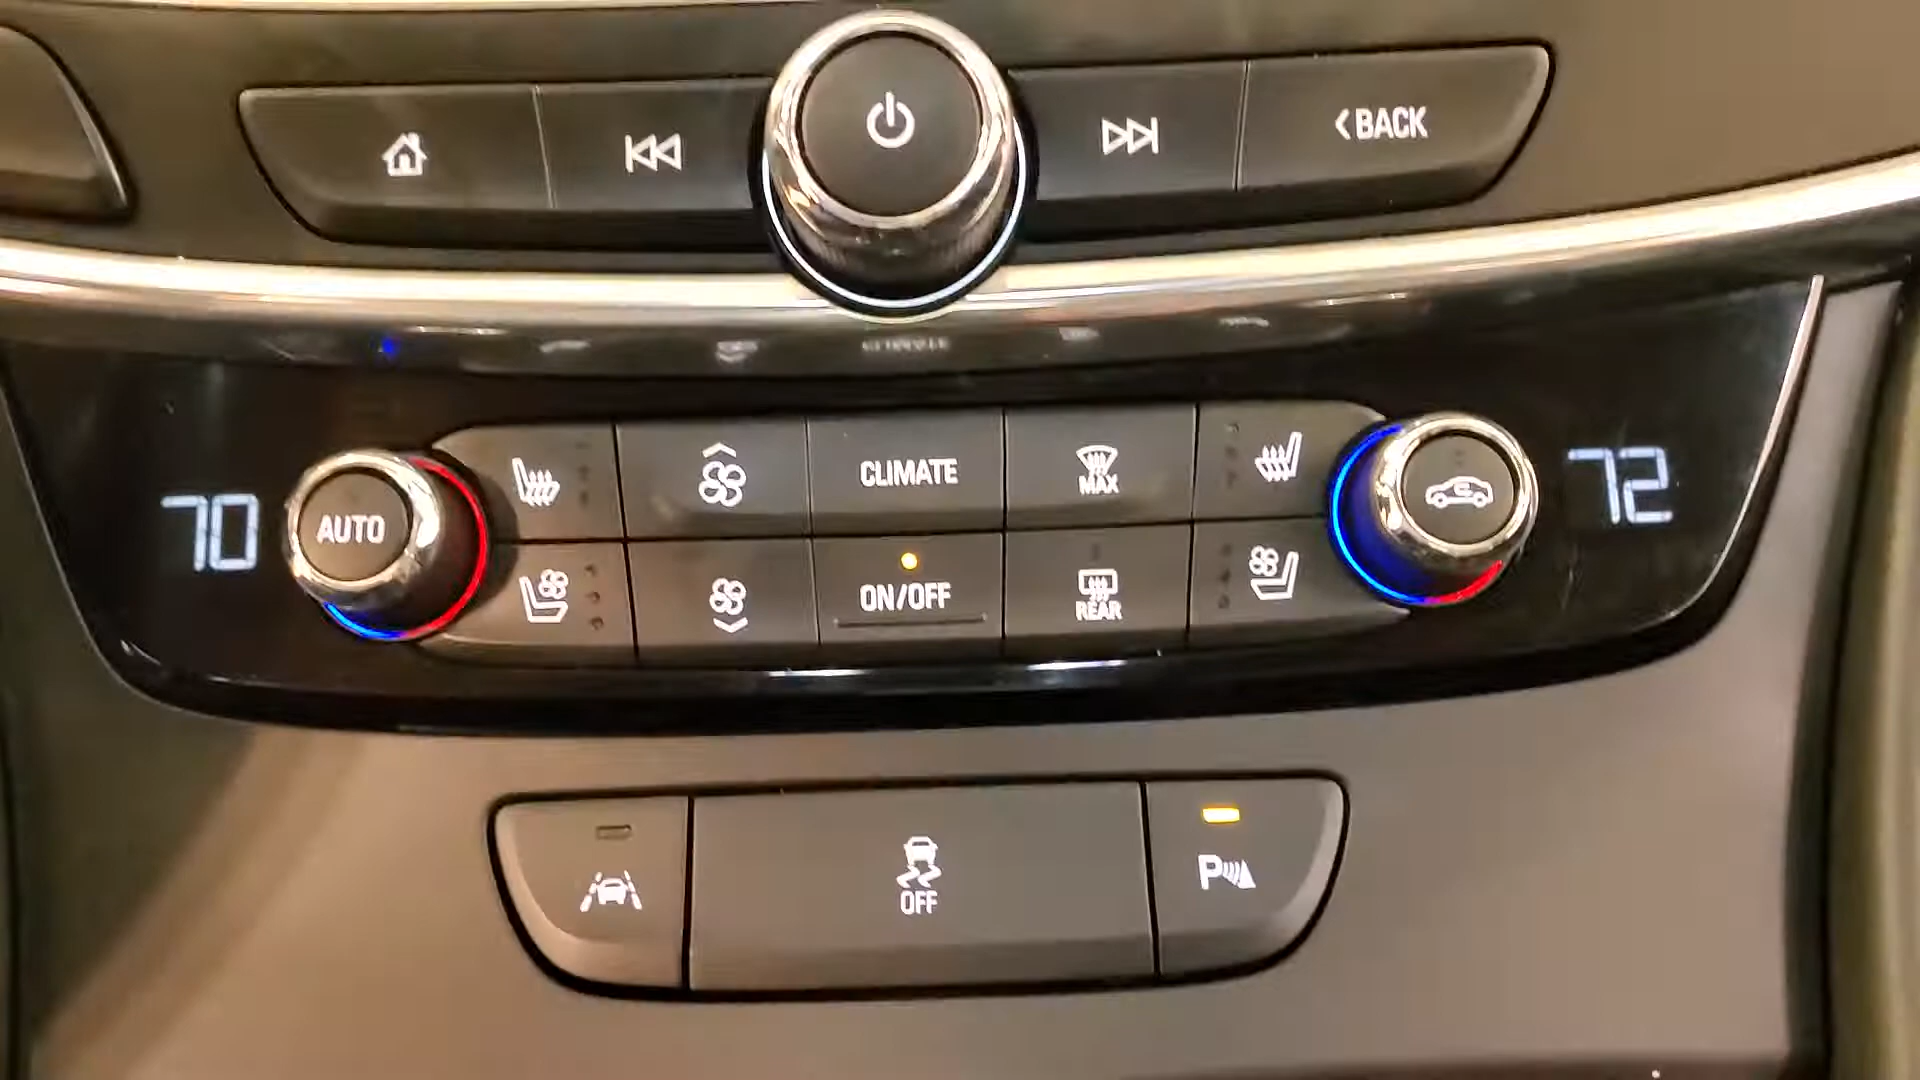 <BACK
70
AUTO
CLIMATE
MAX
72
ON/OFF
REAR
OFF
P